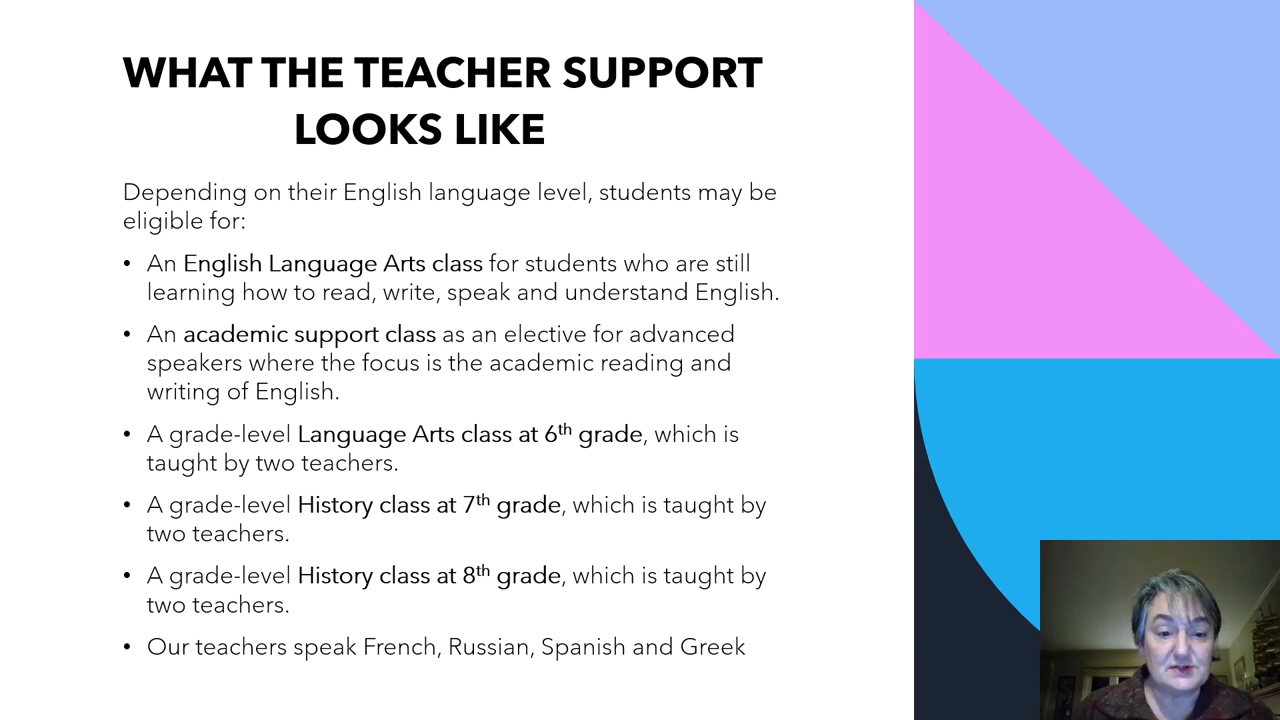 WHAT THE TEACHER SUPPORT
LOOKS LIKE
Depending on their English language level, students may be
eligible for:
• An English Language Arts class for students who are still
learning how to read, write, speak and understand English.
• An academic support class as an elective for advanced
speakers where the focus is the academic reading and
writing of English.
• A grade-level Language Arts class at 6th grade, which is
taught by two teachers.
• A grade-level History class at 7th grade, which is taught by
two teachers.
• A grade-level History class at 8th grade, which is taught by
two teachers.
• Our teachers speak French, Russian, Spanish and Greek